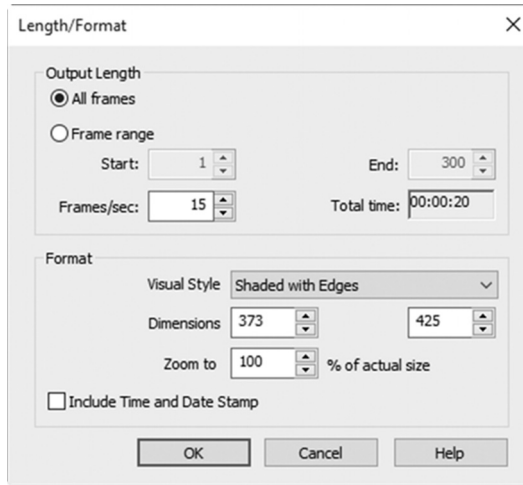 Length/Format
Output Length
All frames
Frame range
Start: 1 End: 300
Frames/sec: 15 Total time: 00:00:20
Format
Visual Style Shaded with Edges
Dimensions 373 425
Zoom to 100 % of actual size
Include Time and Date Stamp
OK Cancel Help